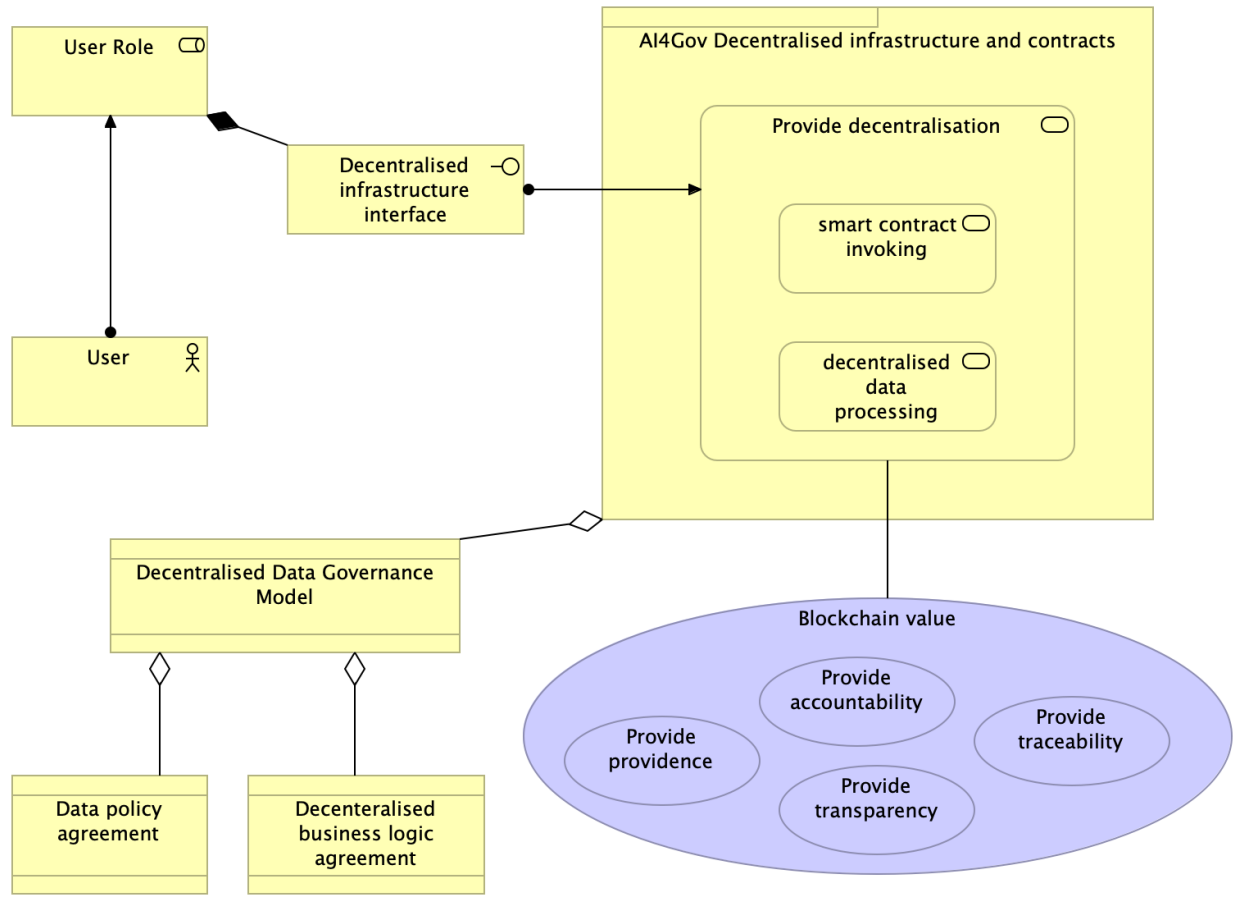 User Role
AI4Gov Decentralised infrastructure and contracts
Provide decentralisation
Decentralised
infrastructure
interface
smart contract
invoking
User
decentralised
data
processing
Decentralised Data Governance
Model
Blockchain value
Provide
accountability
Provide
traceability
Provide
providence
Provide
transparency
Data policy
agreement
Decenteralised
business logic
agreement